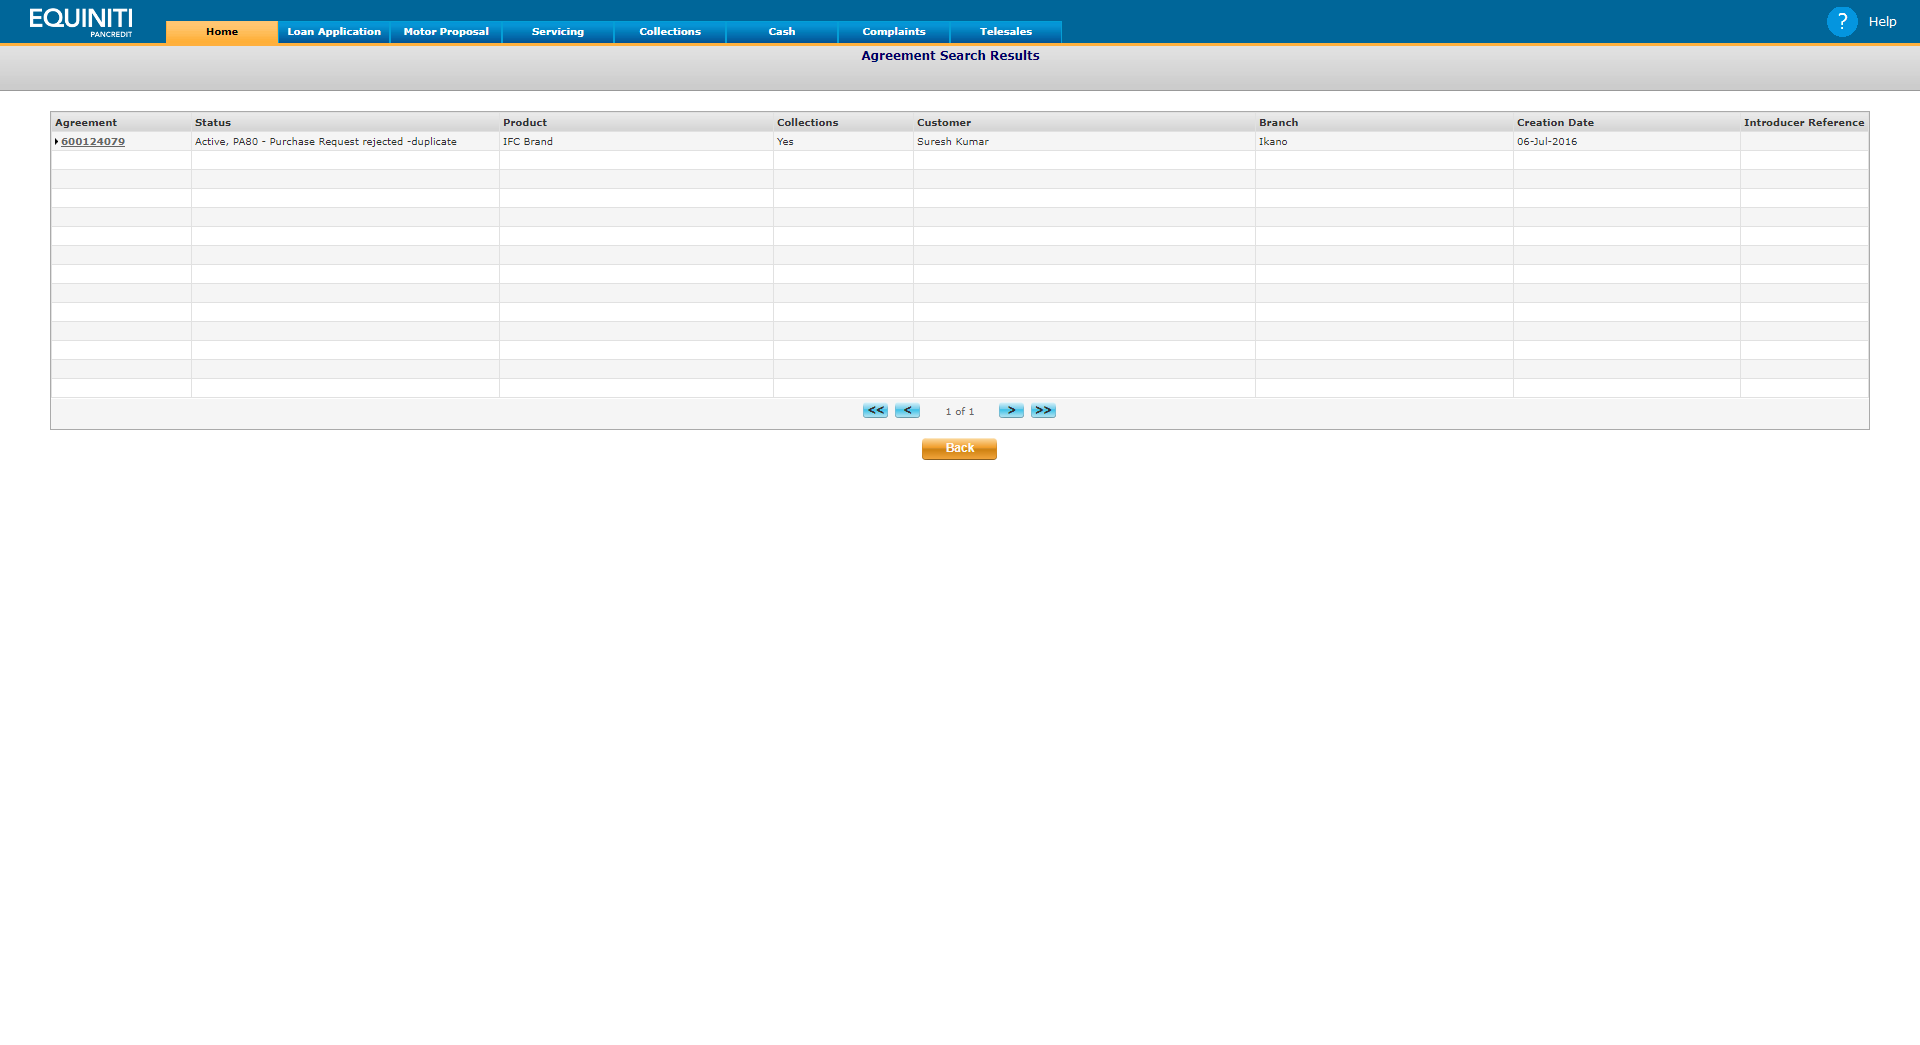 EQUINITI
PANCREDIT
Home Loan Application Motor Proposal Servicing Collections Cash Complaints Telesales
? Help
Agreement Search Results
Agreement Status Product Collections Customer Branch Creation Date Introducer Reference
600124079 Active, PA80 - Purchase Request rejected -duplicate IFC Brand Yes Suresh Kumar Ikano 06-Jul-2016
<< < 1 of 1 > >>
Back